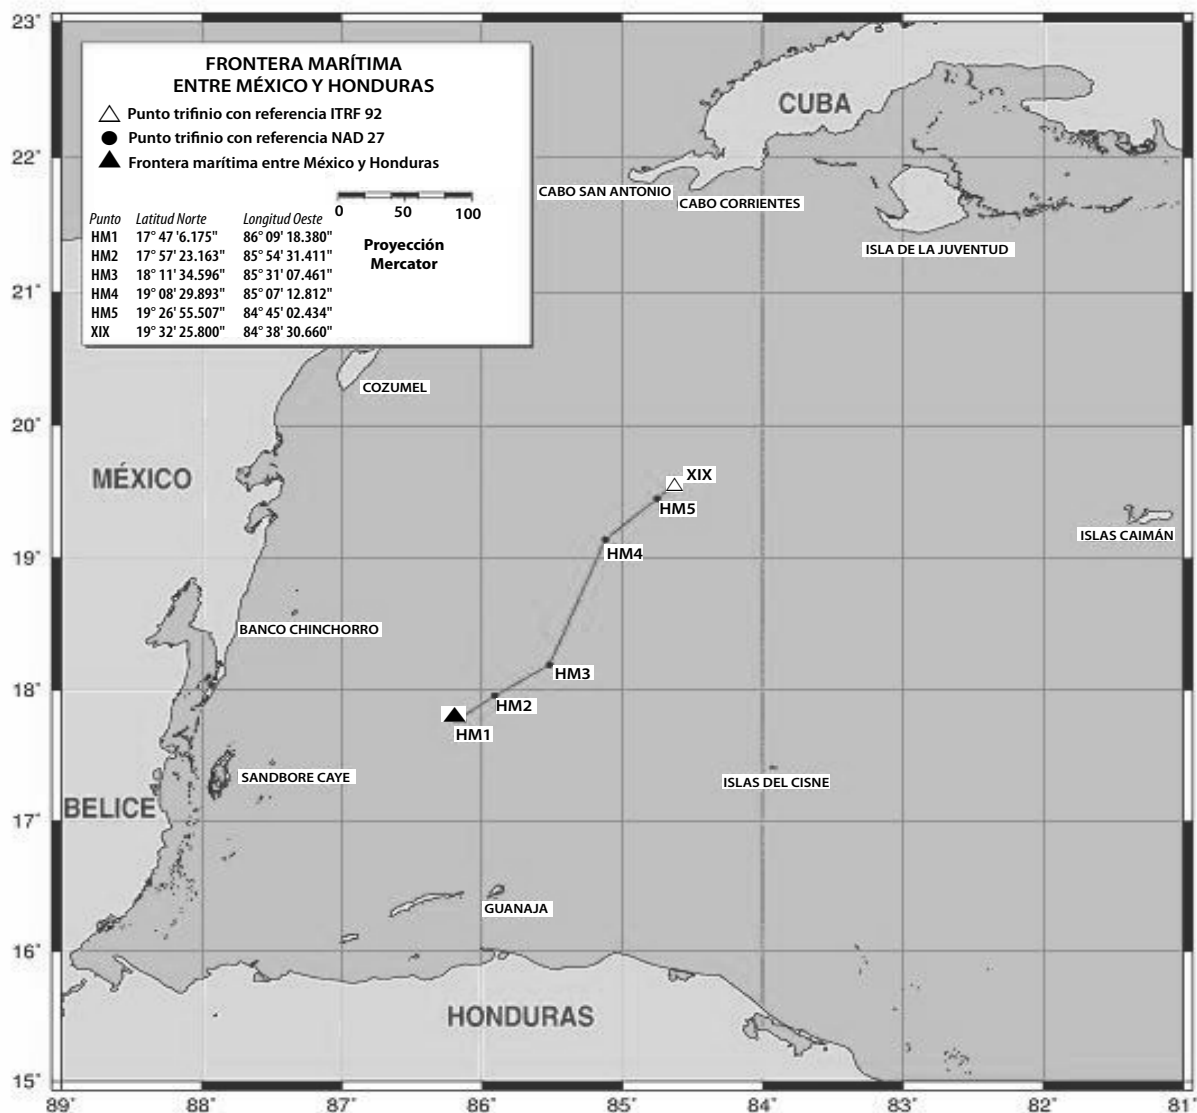 FRONTERA MARÍTIMA
ENTRE MÉXICO Y HONDURAS
Punto trifinio con referencia ITRF 92
Punto trifinio con referencia NAD 27
Frontera marítima entre México y Honduras
0 50 100
Proyección
Mercator
Punto Latitud Norte Longitud Oeste
HM1 17° 47 '6.175" 86° 09' 18.380"
HM2 17° 57' 23.163" 85° 54' 31.411"
HM3 18° 11' 34.596" 85° 31' 07.461"
HM4 19° 08' 29.893" 85° 07' 12.812"
HM5 19° 26' 55.507" 84° 45' 02.434"
XIX 19° 32' 25.800" 84° 38' 30.660"
23°
22°
21°
20°
19°
18°
17°
16°
15°
CUBA
CABO SAN ANTONIO
CABO CORRIENTES
ISLA DE LA JUVENTUD
COZUMEL
MÉXICO
XIX
HM5
HM4
ISLAS CAIMÁN
BANCO CHINCHORRO
HM3
HM2
HM1
SANDBORE CAYE
ISLAS DEL CISNE
BELICE
GUANAJA
HONDURAS
89° 88° 87° 86° 85° 84° 83° 82° 81°